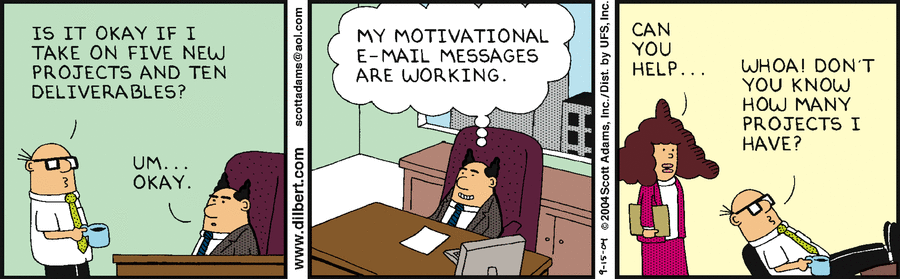 IS IT OKAY IF I
TAKE ON FIVE NEW
PROJECTS AND TEN
DELIVERABLES?
UM...
OKAY.
www.dilbert.com
scottadams@aol.com
MY MOTIVATIONAL
E-MAIL MESSAGES
ARE WORKING.
9-15-04 © 2004 Scott Adams, Inc./Dist. by UFS, Inc.
CAN
YOU
HELP...
WHOA! DON'T
YOU KNOW
HOW MANY
PROJECTS I
HAVE?